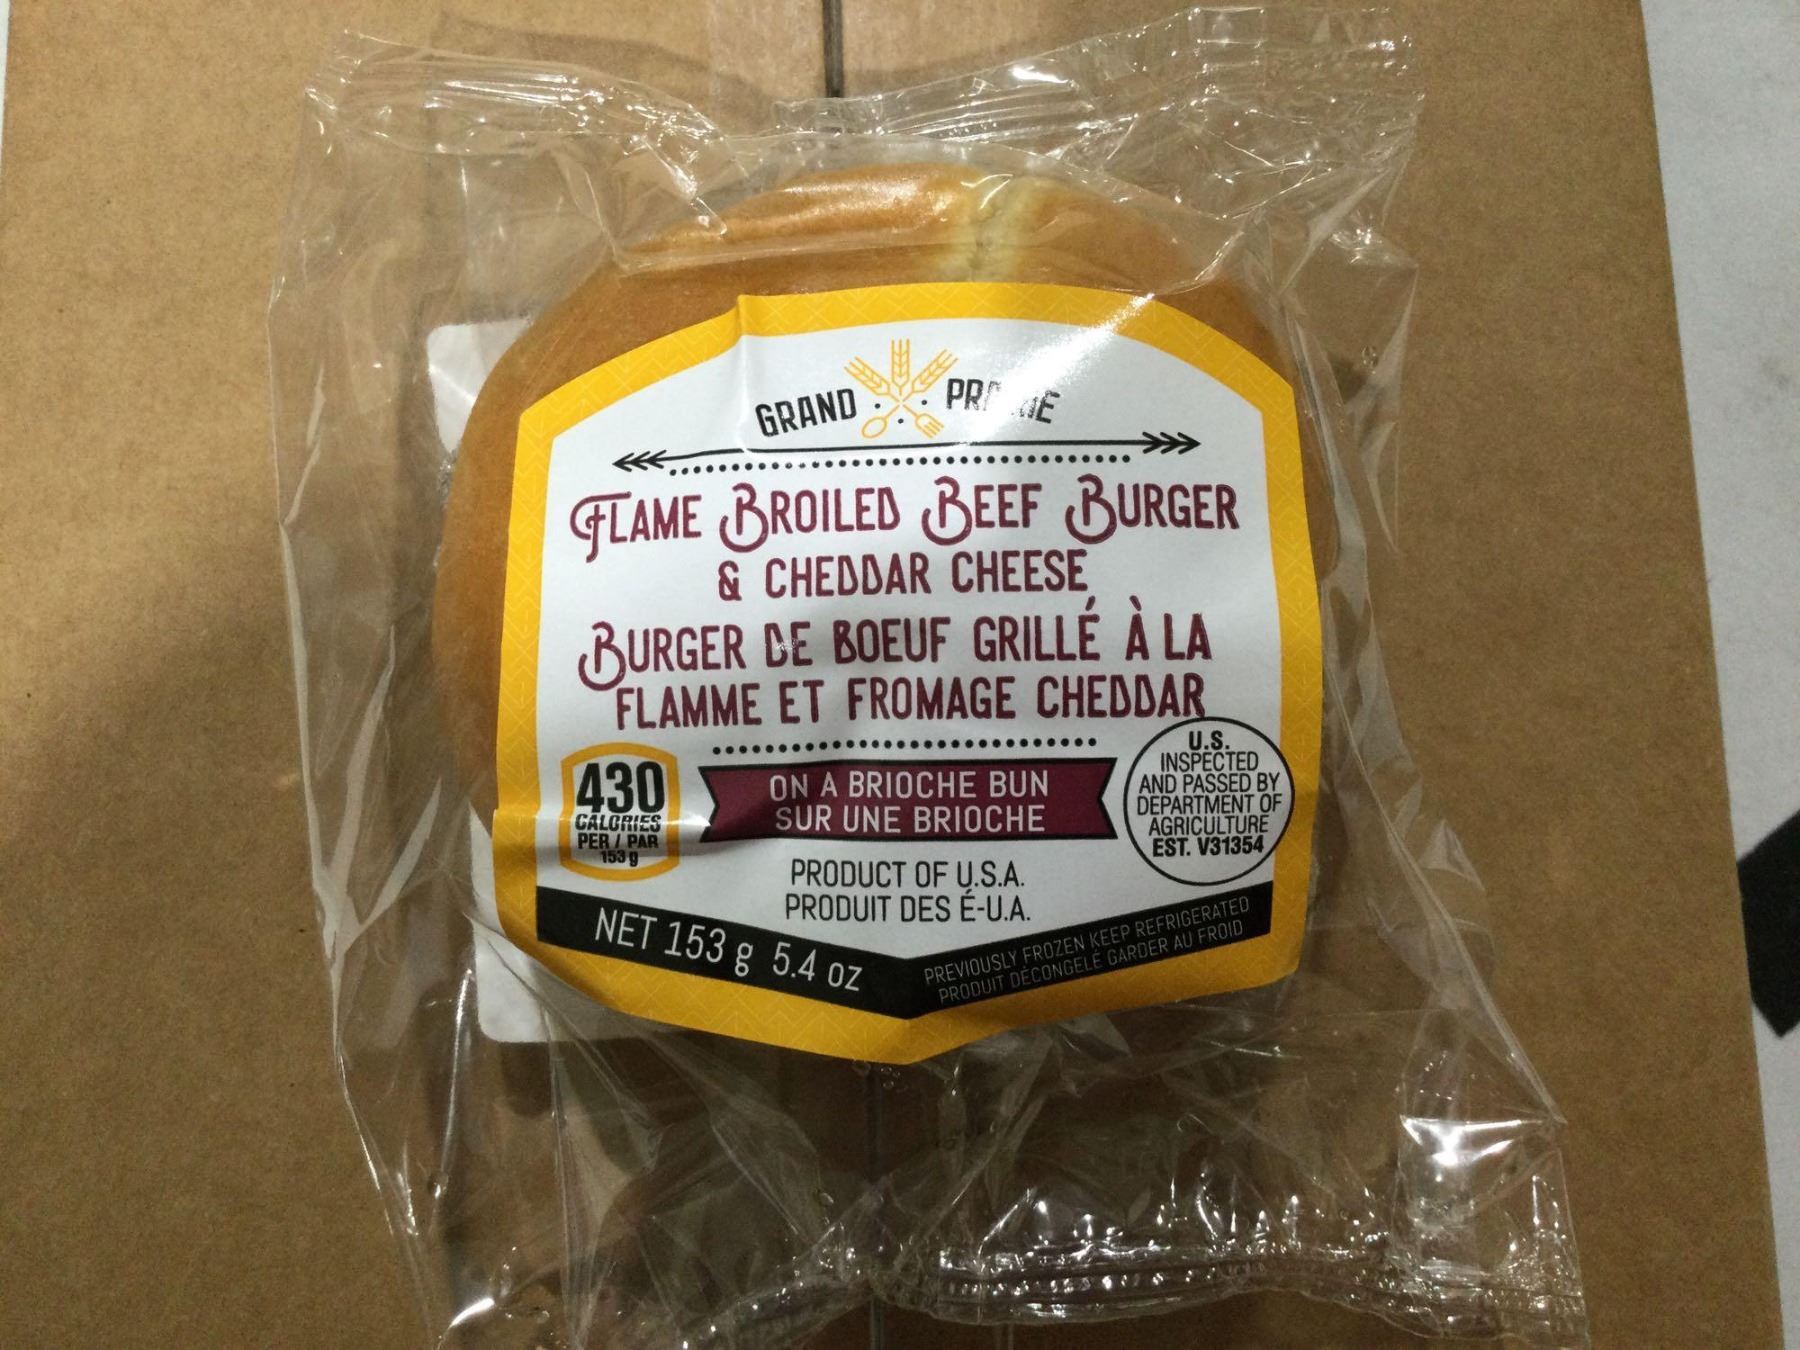 GRAND PRAIRIE
FLAME BROILED BEEF BURGER
& CHEDDAR CHEESE
BURGER DE BOEUF GRILLÉ À LA
FLAMME ET FROMAGE CHEDDAR
430
CALORIES
PER / PAR
153 g
ON A BRIOCHE BUN
SUR UNE BRIOCHE
U.S.
INSPECTED
AND PASSED BY
DEPARTMENT OF
AGRICULTURE
EST. V31354
PRODUCT OF U.S.A.
PRODUIT DES É-U.A.
NET 153 g 5.4 OZ
PREVIOUSLY FROZEN KEEP REFRIGERATED
PRODUIT DÉCONGELÉ GARDER AU FROID